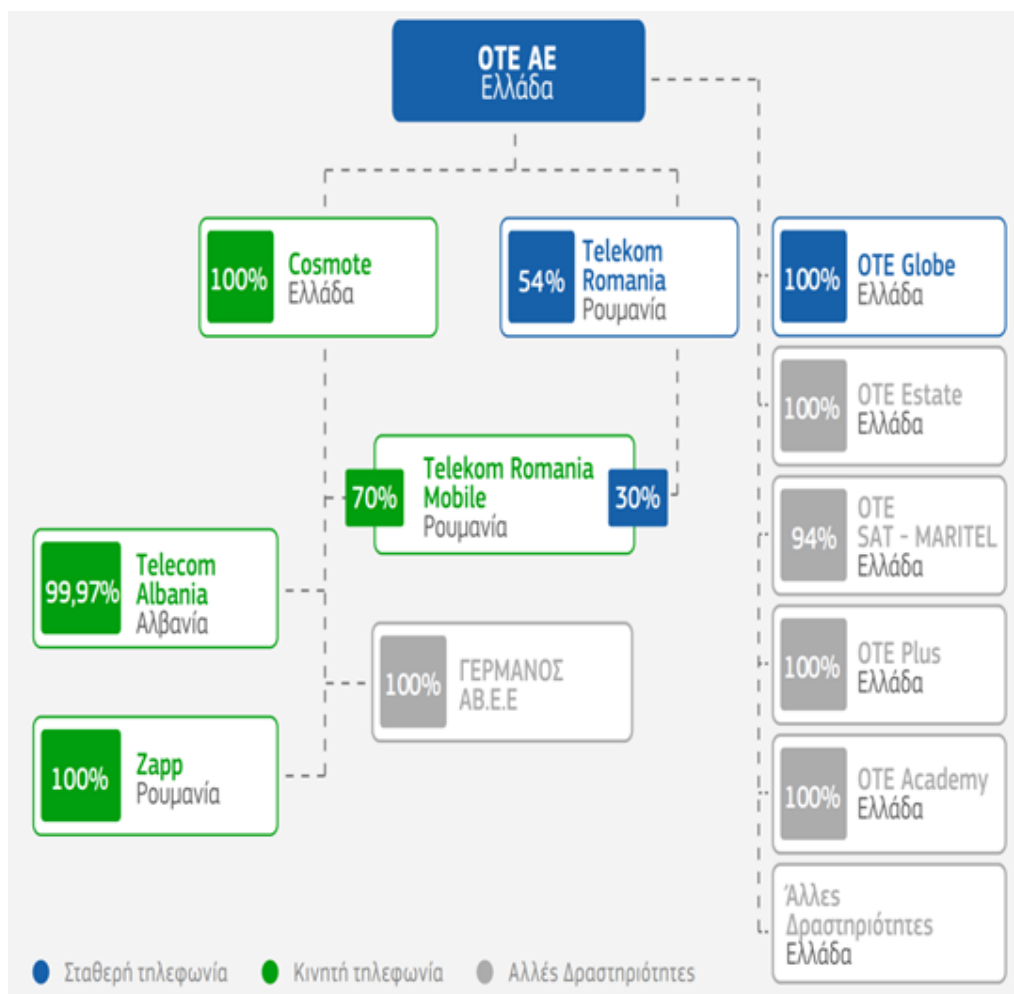 ΟΤΕ ΑΕ
Ελλάδα
100%
Cosmote
Ελλάδα
54%
Telekom
Romania
Ρουμανία
100%
OTE Globe
Ελλάδα
100%
OTE Estate
Ελλάδα
70%
Telekom Romania
Mobile
Ρουμανία
30%
94%
OTE
SAT - MARITEL
Ελλάδα
99,97%
Telecom
Albania
Αλβανία
100%
ΓΕΡΜΑΝΟΣ
ΑΒ.Ε.Ε
100%
OTE Plus
Ελλάδα
100%
Zapp
Ρουμανία
100%
OTE Academy
Ελλάδα
Άλλες
Δραστηριότητες
Ελλάδα
Σταθερή τηλεφωνία
Κινητή τηλεφωνία
Αλλές Δραστηριότητες